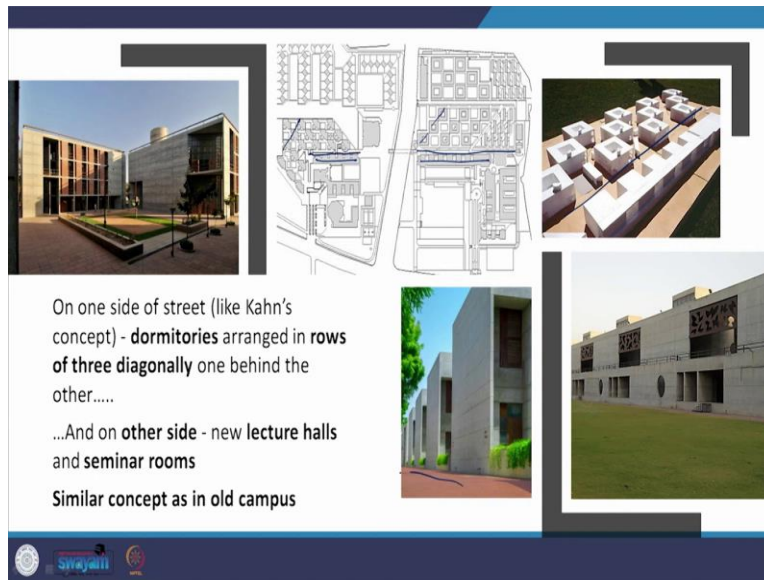 On one side of street (like Kahn's
concept) - dormitories arranged in rows
of three diagonally one behind the
other.....
...And on other side - new lecture halls
and seminar rooms
Similar concept as in old campus
swayam